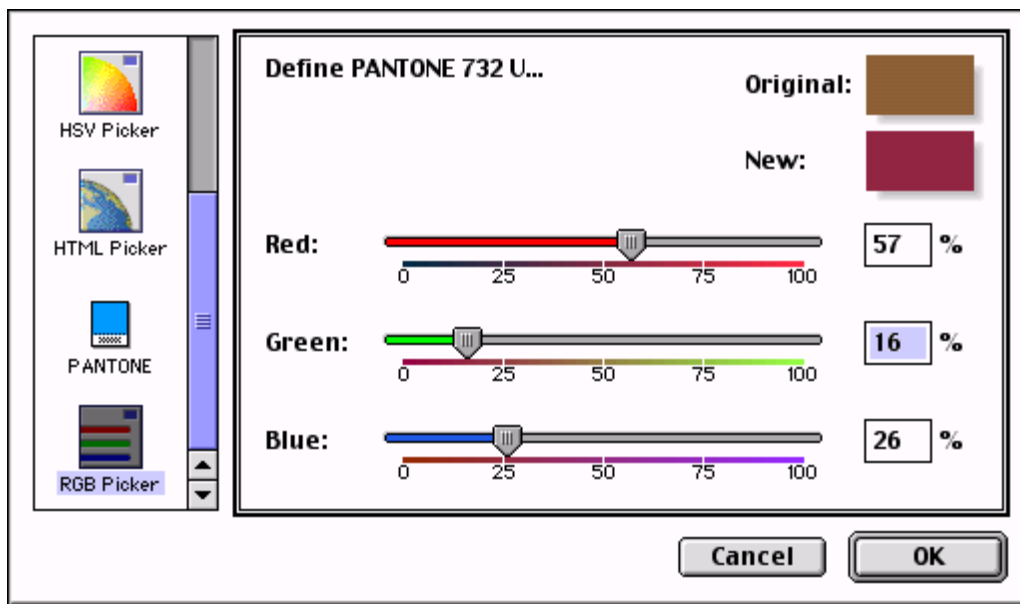 HSV Picker
HTML Picker
PANTONE
RGB Picker
Define PANTONE 732 U...
Original:
New:
Red:
57 %
0 25 50 75 100
Green:
16 %
0 25 50 75 100
Blue:
26 %
0 25 50 75 100
Cancel OK